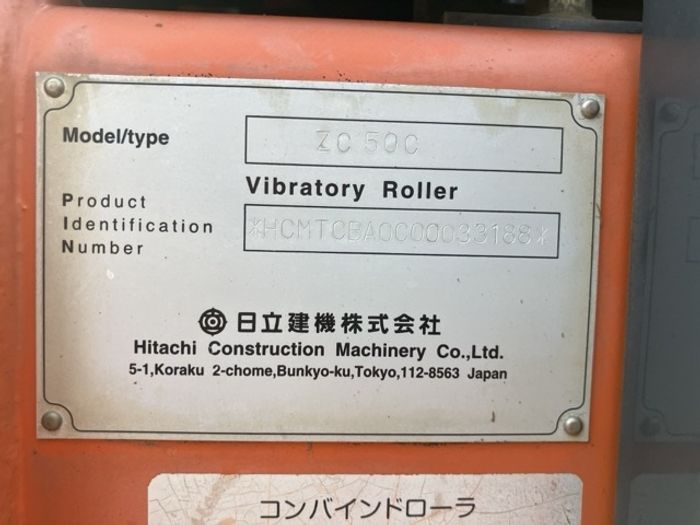 Model/type
ZC50C
Vibratory Roller
Product
Identification
Number
*HCMTCBA0C00033188*
日立建機株式会社
Hitachi Construction Machinery Co.,Ltd.
5-1,Koraku 2-chome,Bunkyo-ku,Tokyo,112-8563 Japan
コンバインドローラ